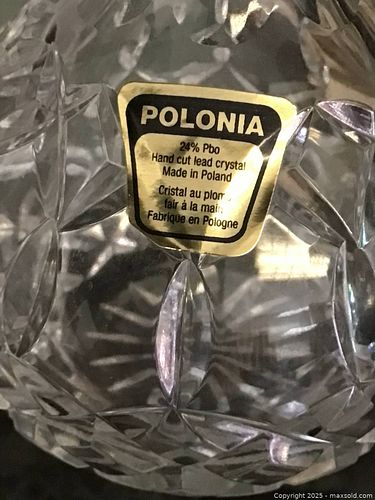 POLONIA
24% Pbo
Hand cut lead crystal
Made in Poland
Cristal au plomb
fair à la main
Fabrique en Pologne
Copyright 2025 - maxsold.com